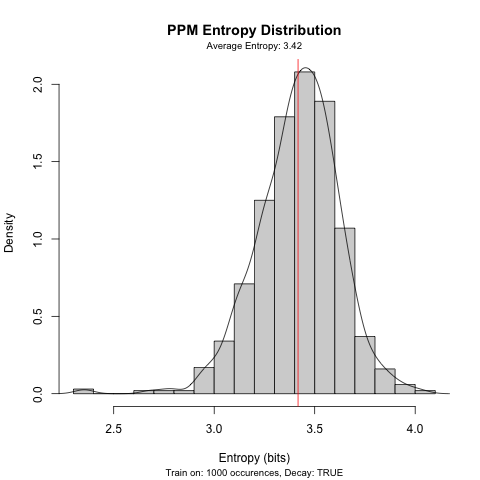 PPM Entropy Distribution
Average Entropy: 3.42
2.0
1.5
1.0
0.5
0.0
Density
2.5 3.0 3.5 4.0
Entropy (bits)
Train on: 1000 occurences, Decay: TRUE